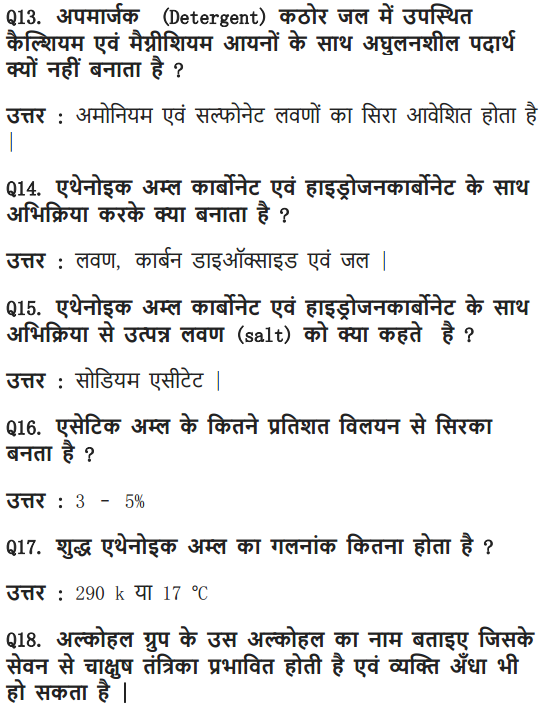 Q13. अपमार्जक (Detergent) कठोर जल में उपस्थित
कैल्शियम एवं मैग्नीशियम आयनों के साथ अघुलनशील पदार्थ
क्यों नहीं बनाता है ?
उत्तर : अमोनियम एवं सल्फोनेट लवणों का सिरा आवेशित होता है
|
Q14. एथेनोइक अम्ल कार्बोनेट एवं हाइड्रोजनकार्बोनेट के साथ
अभिक्रिया करके क्या बनाता है ?
उत्तर : लवण, कार्बन डाइऑक्साइड एवं जल |
Q15. एथेनोइक अम्ल कार्बोनेट एवं हाइड्रोजनकार्बोनेट के साथ
अभिक्रिया से उत्पन्न लवण (salt) को क्या कहते है ?
उत्तर : सोडियम एसीटेट |
Q16. एसेटिक अम्ल के कितने प्रतिशत विलयन से सिरका
बनता है ?
उत्तर : 3 - 5%
Q17. शुद्ध एथेनोइक अम्ल का गलनांक कितना होता है ?
उत्तर : 290 k या 17 °C
Q18. अल्कोहल ग्रुप के उस अल्कोहल का नाम बताइए जिसके
सेवन से चाक्षुष तंत्रिका प्रभावित होती है एवं व्यक्ति अँधा भी
हो सकता है |